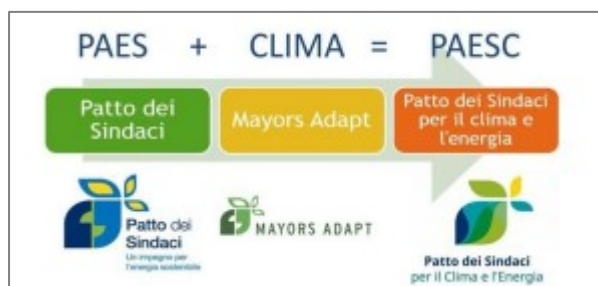 PAES + CLIMA = PAESC
Patto dei
Sindaci
Mayors Adapt
Patto dei Sindaci
per il clima e
l'energia
Patto dei
Sindaci
Un impegno per
l'energia sostenibile
MAYORS ADAPT
Patto dei Sindaci
per il Clima e l'Energia